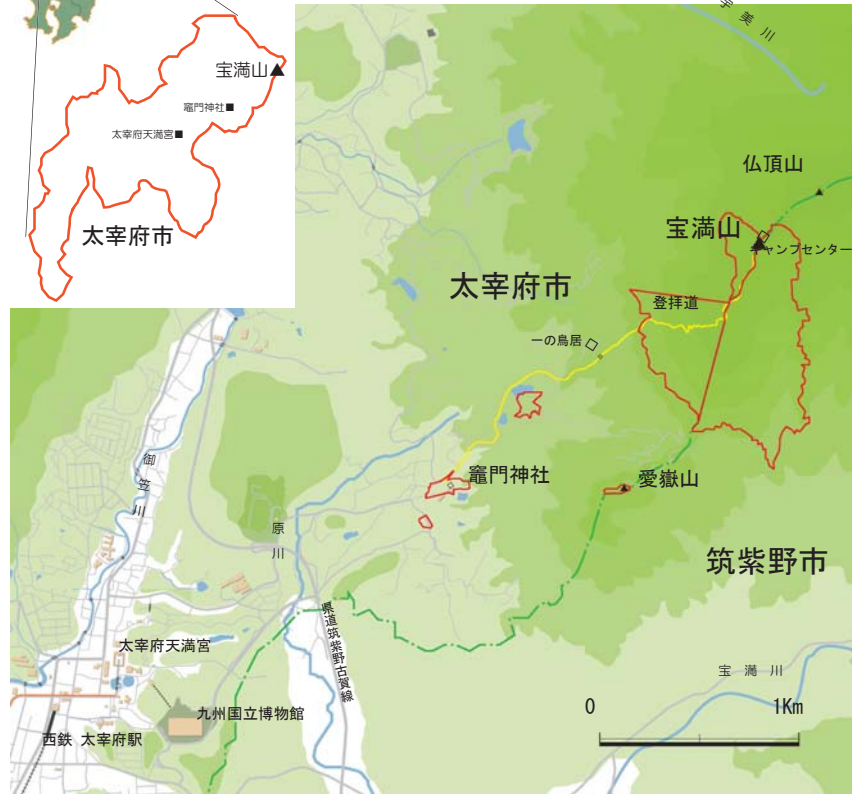 宝満山
竈門神社
太宰府天満宮
太宰府市
宇美川
仏頂山
宝満山
キャンプセンター
太宰府市
登拝道
一の鳥居
竈門神社
愛嶽山
御笠川
原川
筑紫野市
県道筑紫野古賀線
太宰府天満宮
九州国立博物館
西鉄 太宰府駅
宝満川
0 1Km